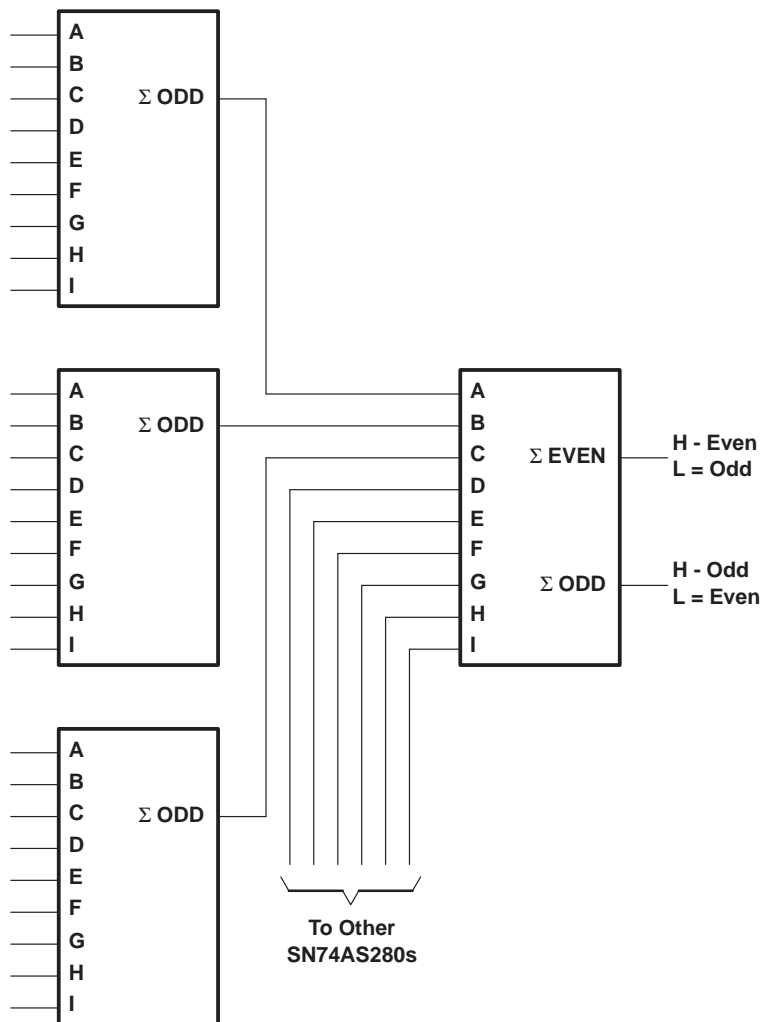 A
B
C
Σ ODD
D
E
F
G
H
I
A
B
Σ ODD
C
D
E
F
G
H
I
A
B
C
Σ EVEN
D
E
F
G
Σ ODD
H
I
H - Even
L = Odd
H - Odd
L = Even
A
B
C
Σ ODD
D
E
F
G
H
I
To Other
SN74AS280s